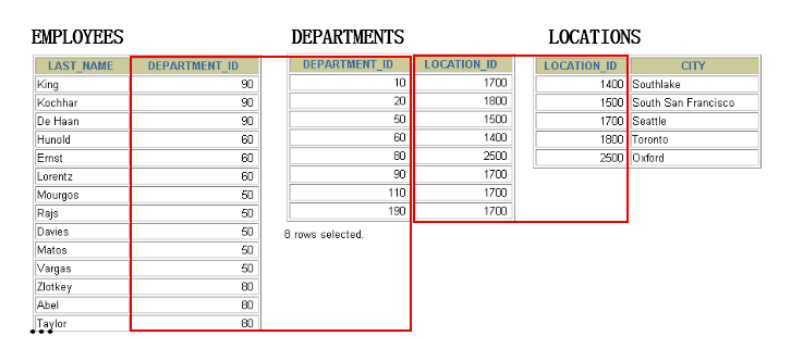 EMPLOYEES
LAST_NAME DEPARTMENT_ID
King 90
Kochhar 90
De Haan 90
Hunold 60
Ernst 60
Lorentz 60
Mourgos 50
Rajs 50
Davies 50
Matos 50
Vargas 50
Zlotkey 80
Abel 80
Taylor 80
...
DEPARTMENTS
DEPARTMENT_ID LOCATION_ID
10 1700
20 1800
50 1500
60 1400
80 2500
90 1700
110 1700
190 1700
8 rows selected.
LOCATIONS
LOCATION_ID CITY
1400 Southlake
1500 South San Francisco
1700 Seattle
1800 Toronto
2500 Oxford